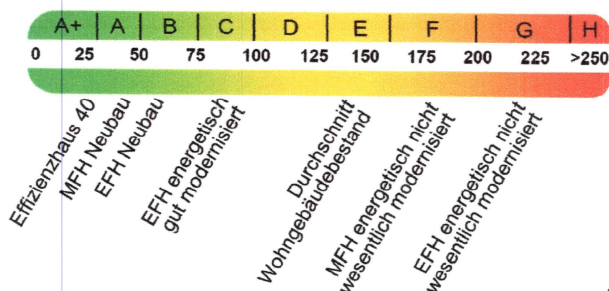 A+ A B C D E F G H
0 25 50 75 100 125 150 175 200 225 >250
Effizienzhaus 40
MFH Neubau
EFH Neubau
EFH energetisch
gut modernisiert
Durchschnitt
Wohngebäudebestand
MFH energetisch nicht
wesentlich modernisiert
EFH energetisch nicht
wesentlich modernisiert